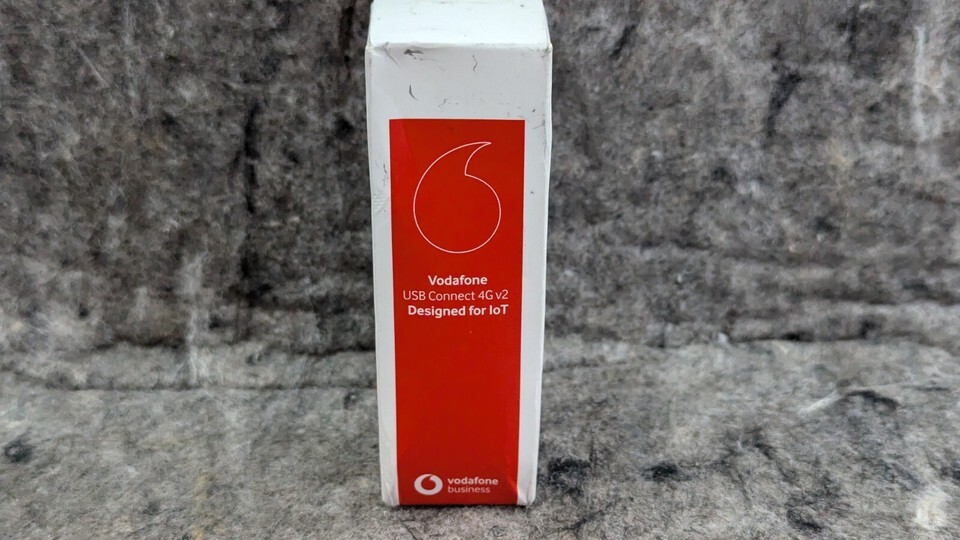 Vodafone
USB Connect 4G v2
Designed for IoT
vodafone
business